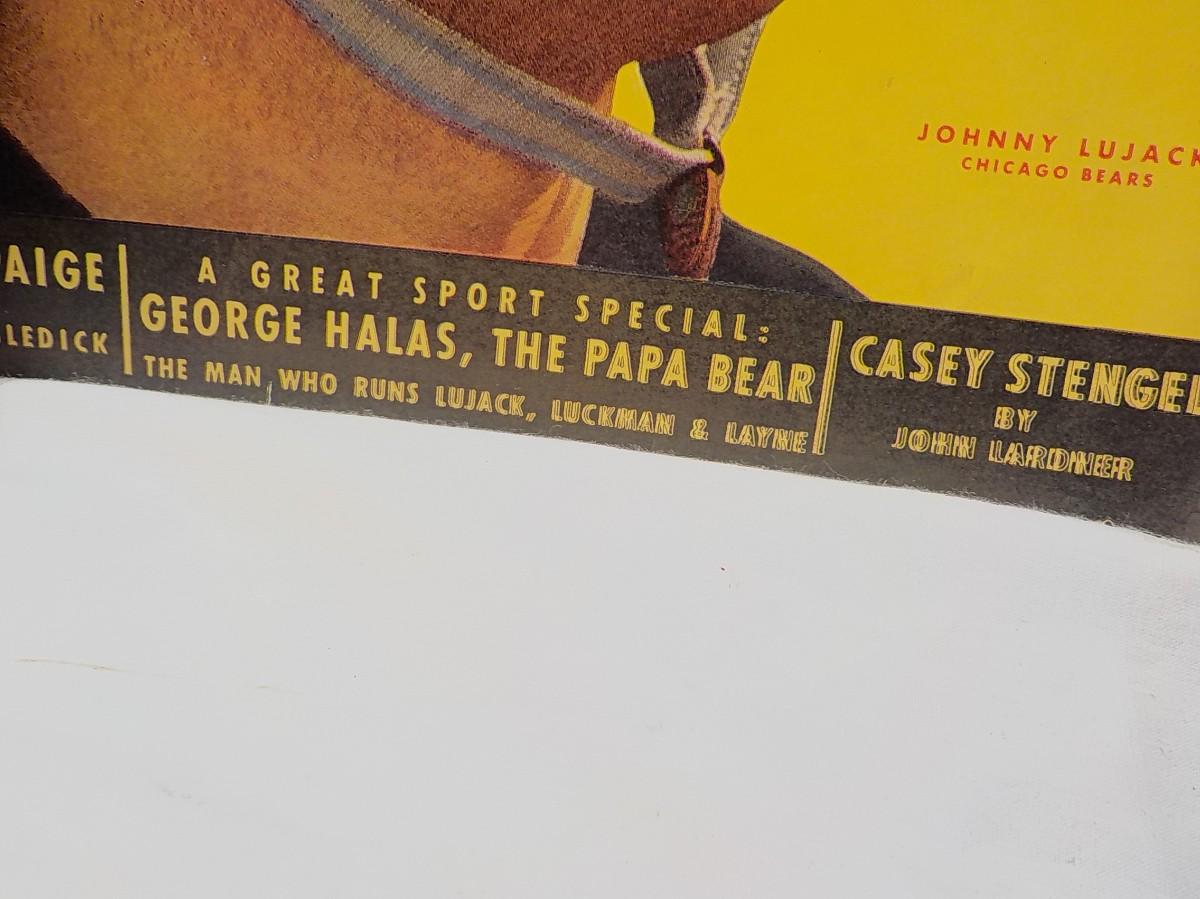 JOHNNY LUJACK
CHICAGO BEARS
AIGE
LEDICK
A GREAT SPORT SPECIAL:
GEORGE HALAS, THE PAPA BEAR
THE MAN WHO RUNS LUJACK, LUCKMAN & LAYNE
CASEY STENGEL
BY
JOHN LARDNER